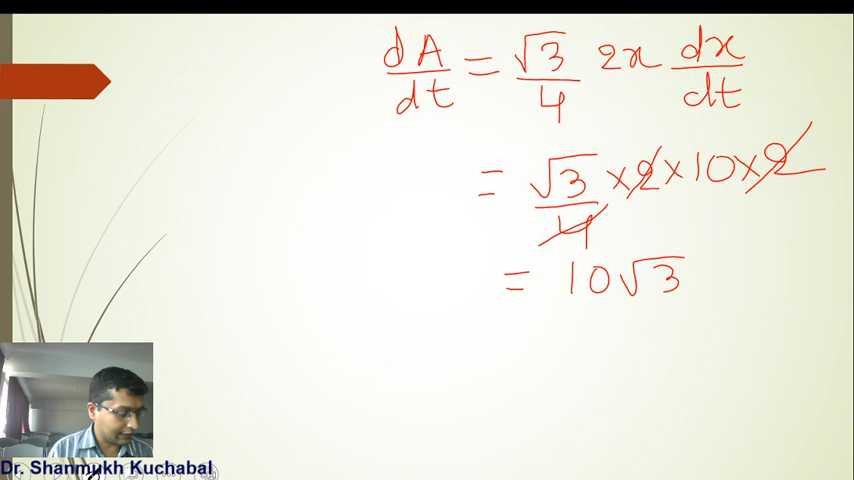 dA/dt = √3/4 2x dx/dt
= √3/4 × 2 × 10 × 2
= 10√3
Dr. Shanmukh Kuchabal